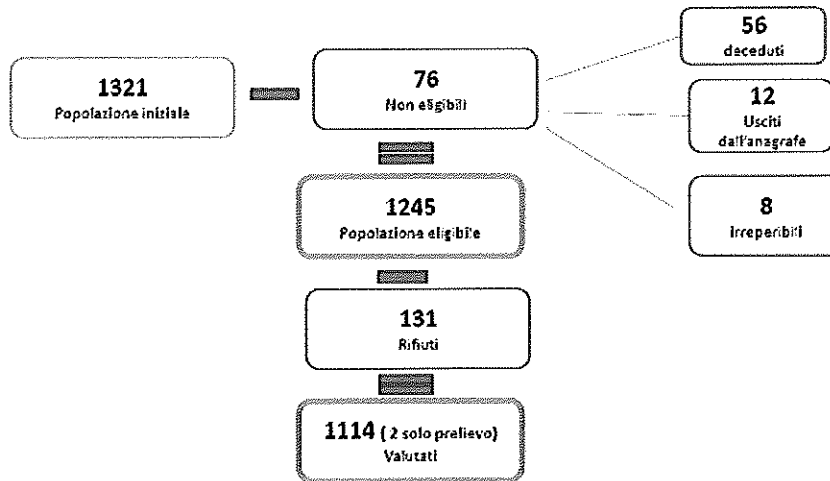 1321
Popolazione iniziale
76
Non eligibili
56
deceduti
12
Usciti
dall'anagrafe
8
irreperibili
1245
Popolazione eligibile
131
Rifiuti
1114 ( 2 solo prelievo)
Valutati